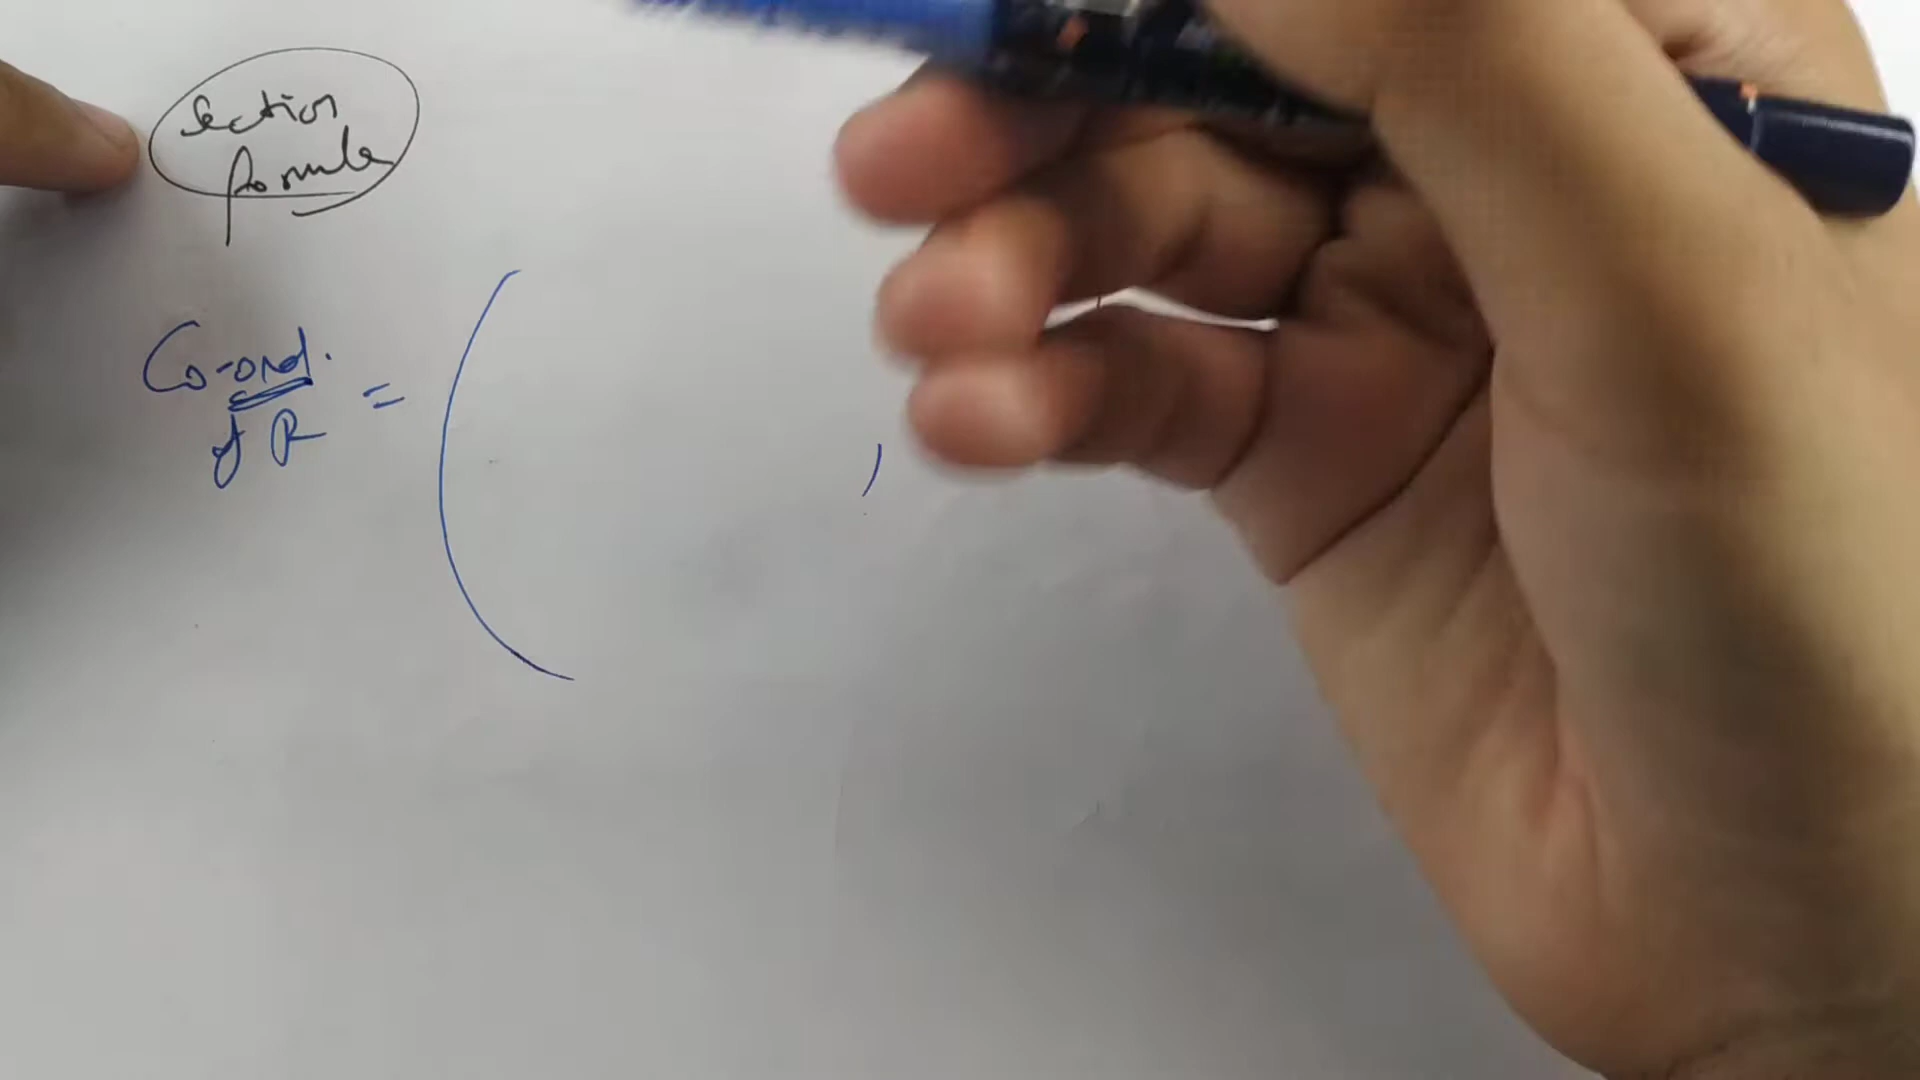 Section
formula
Co-ord.
of R = ( ,